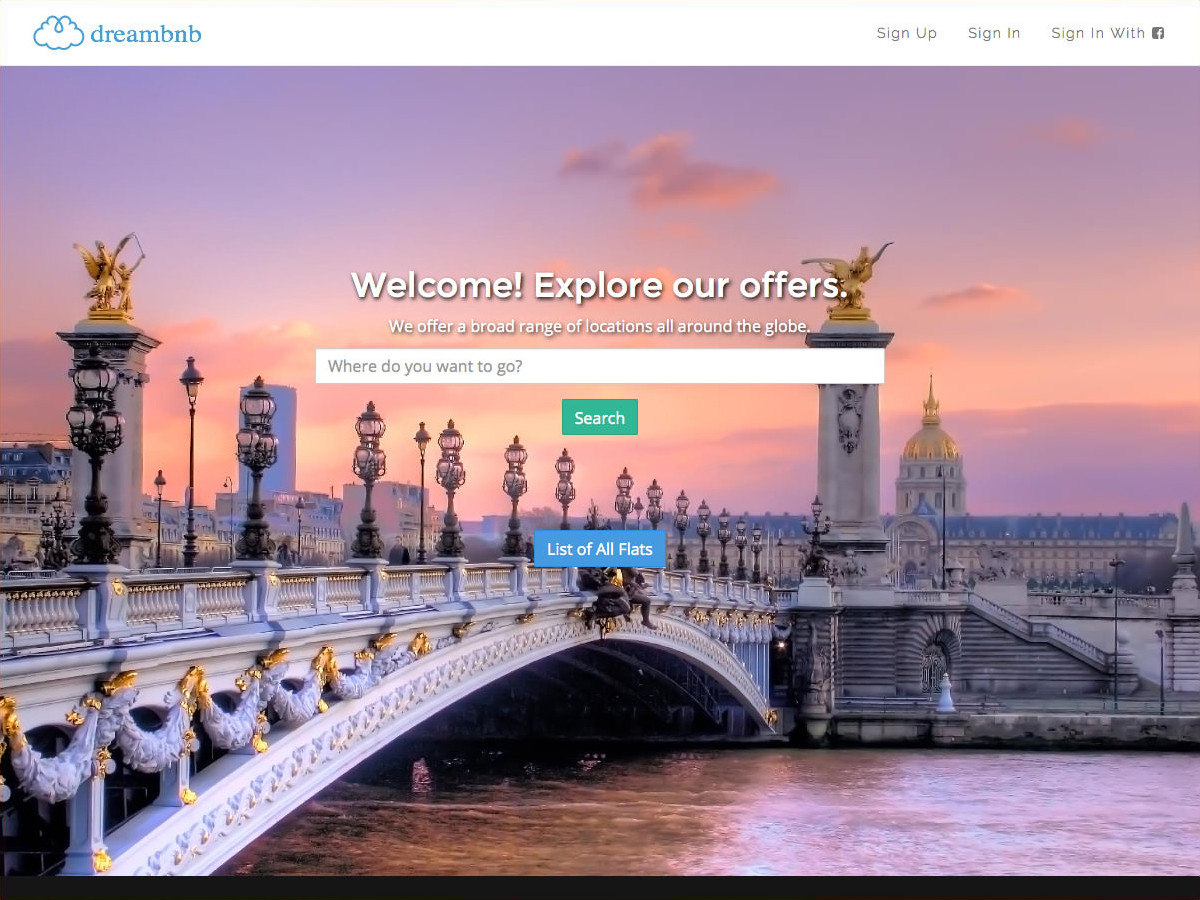 dreambnb
Sign Up
Sign In
Sign In With
Welcome! Explore our offers.
We offer a broad range of locations all around the globe.
Where do you want to go?
Search
List of All Flats